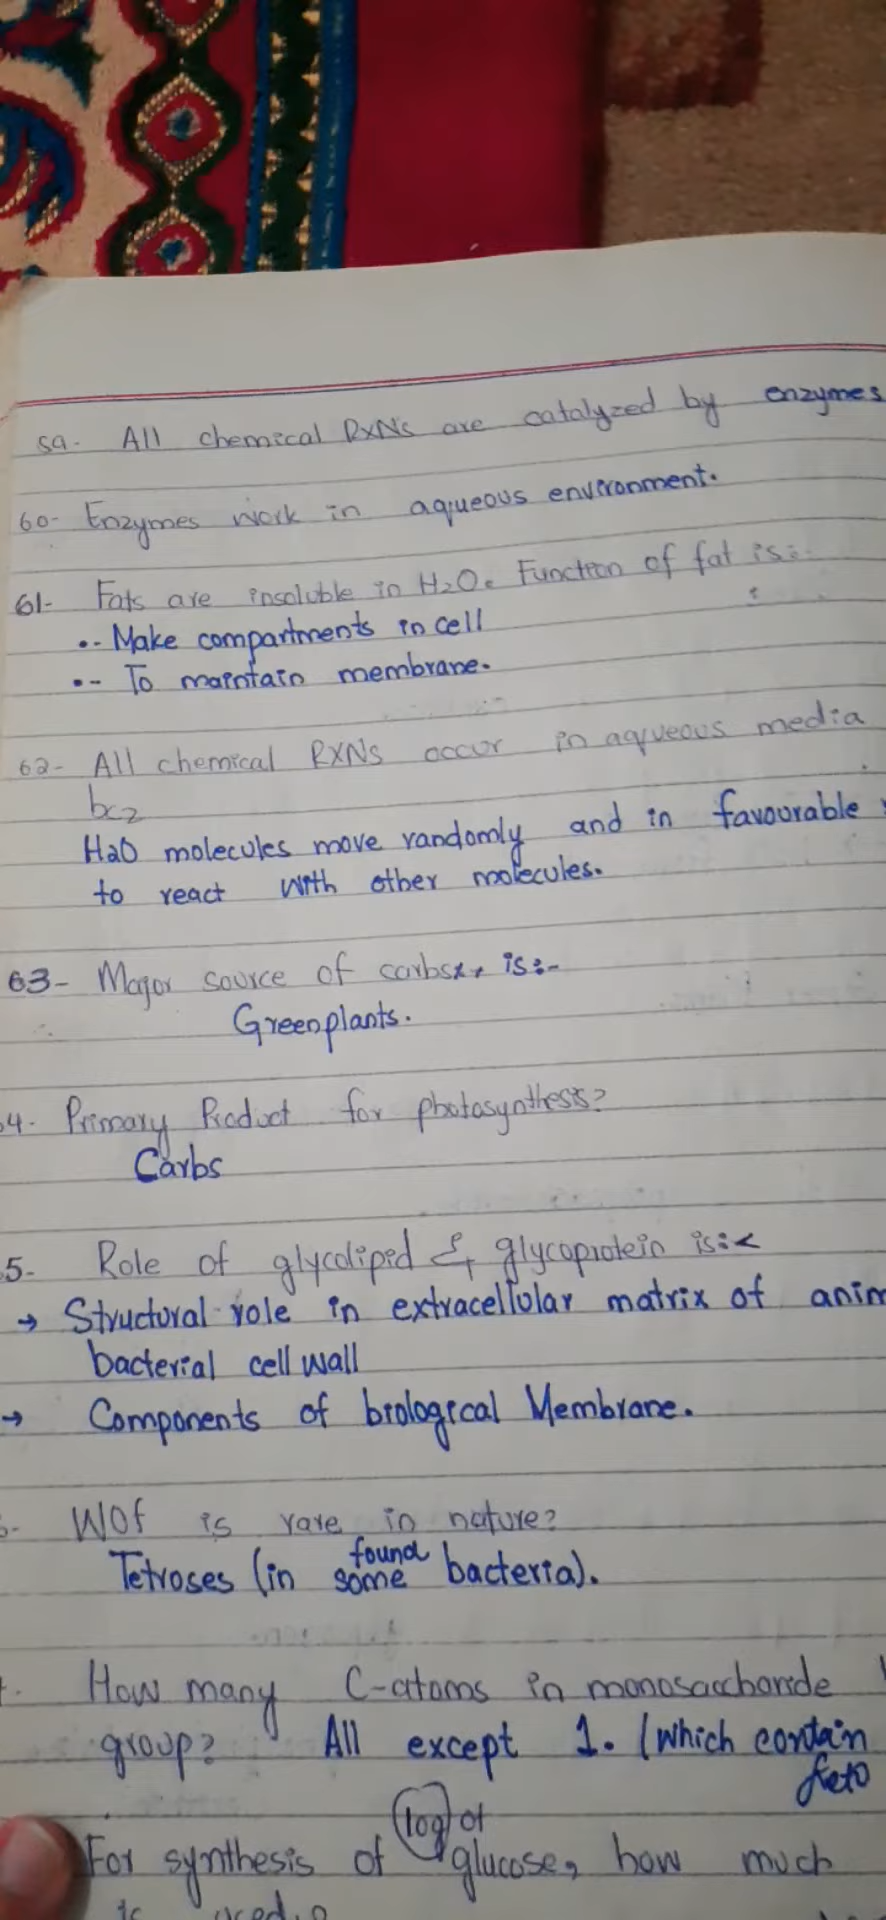 59- All chemical RXNs are catalyzed by enzymes
60- Enzymes work in aqueous environment.
61- Fats are insoluble in H₂O. Function of fat is:-
•- Make compartments in cell
•- To maintain membrane.
62- All chemical RXNs occur in aqueous media
bcz
H2O molecules move randomly and in favourable
to react with other molecules.
63- Major source of carbs is:-
Green plants.
4. Primary Product for photosynthesis?
Carbs
5- Role of glycolipid & glycoprotein is:<
→ Structural role in extracellular matrix of anim
bacterial cell wall
→ Components of biological Membrane.
WOf is rare in nature?
Tetroses (in found some bacteria).
How many C-atoms in monosaccharide
group? All except 1. (which contain
keto
For synthesis of 10g of glucose, how much
is used?